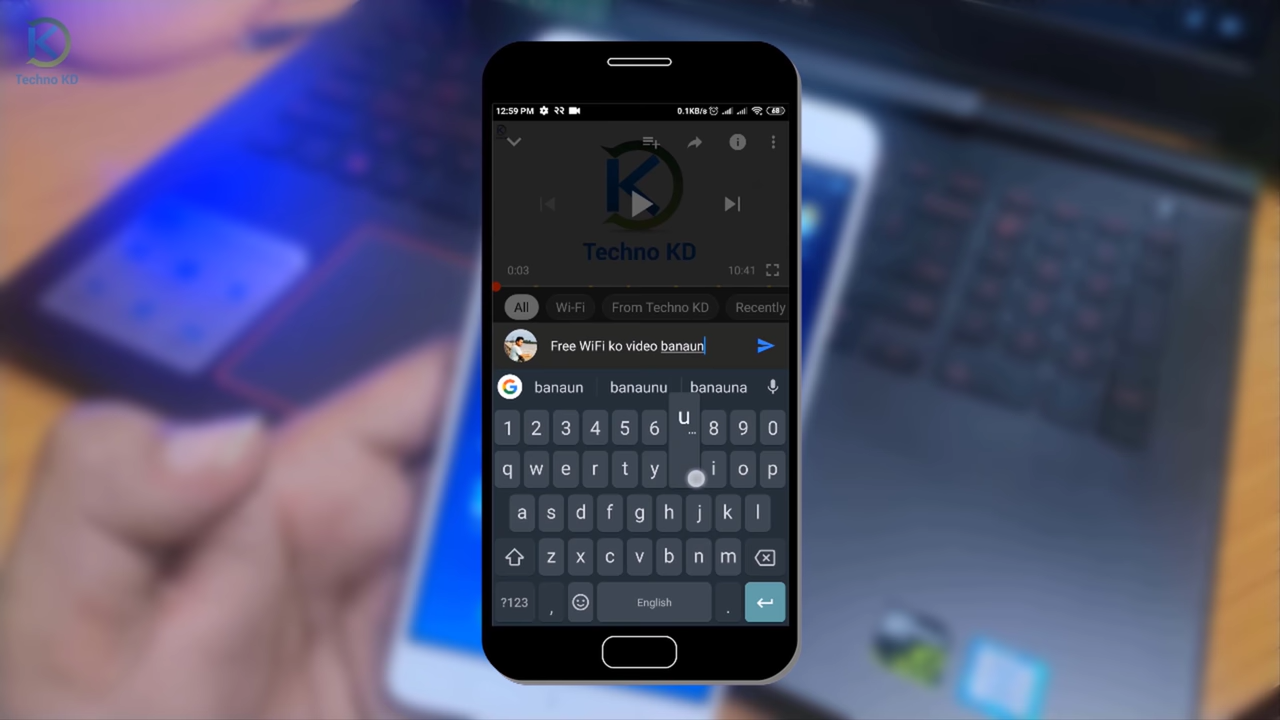 Techno KD
12:59 PM २२ 0.1KB/s 68
Techno KD
0:03 10:41
All Wi-Fi From Techno KD Recently
Free WiFi ko video banaun
G banaun banaunu banauna
u
...
1 2 3 4 5 6 8 9 0
q w e r t y i o p
a s d f g h j k l
z x c v b n m
?123 , English .